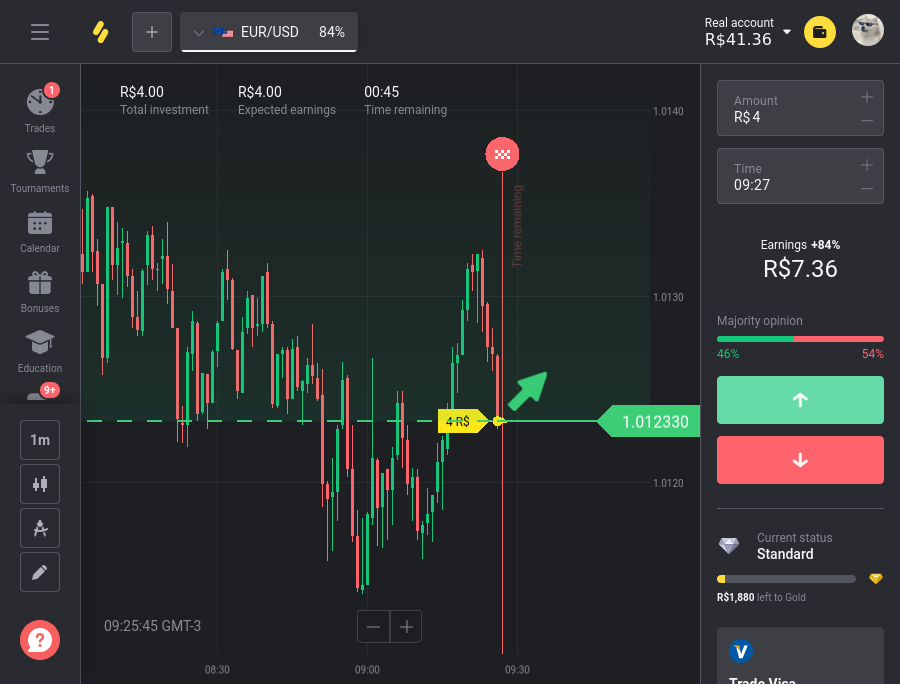 EUR/USD 84%
Real account
R$41.36
1
Trades
Tournaments
Calendar
Bonuses
Education
9+
1m
R$4.00
Total investment
R$4.00
Expected earnings
00:45
Time remaining
Time remaining
1.0140
1.0130
1.0120
4 R$
1.012330
09:25:45 GMT-3
08:30
09:00
09:30
Amount
R$ 4
Time
09:27
Earnings +84%
R$7.36
Majority opinion
46%
54%
Current status
Standard
R$1,880 left to Gold
Trade Visa